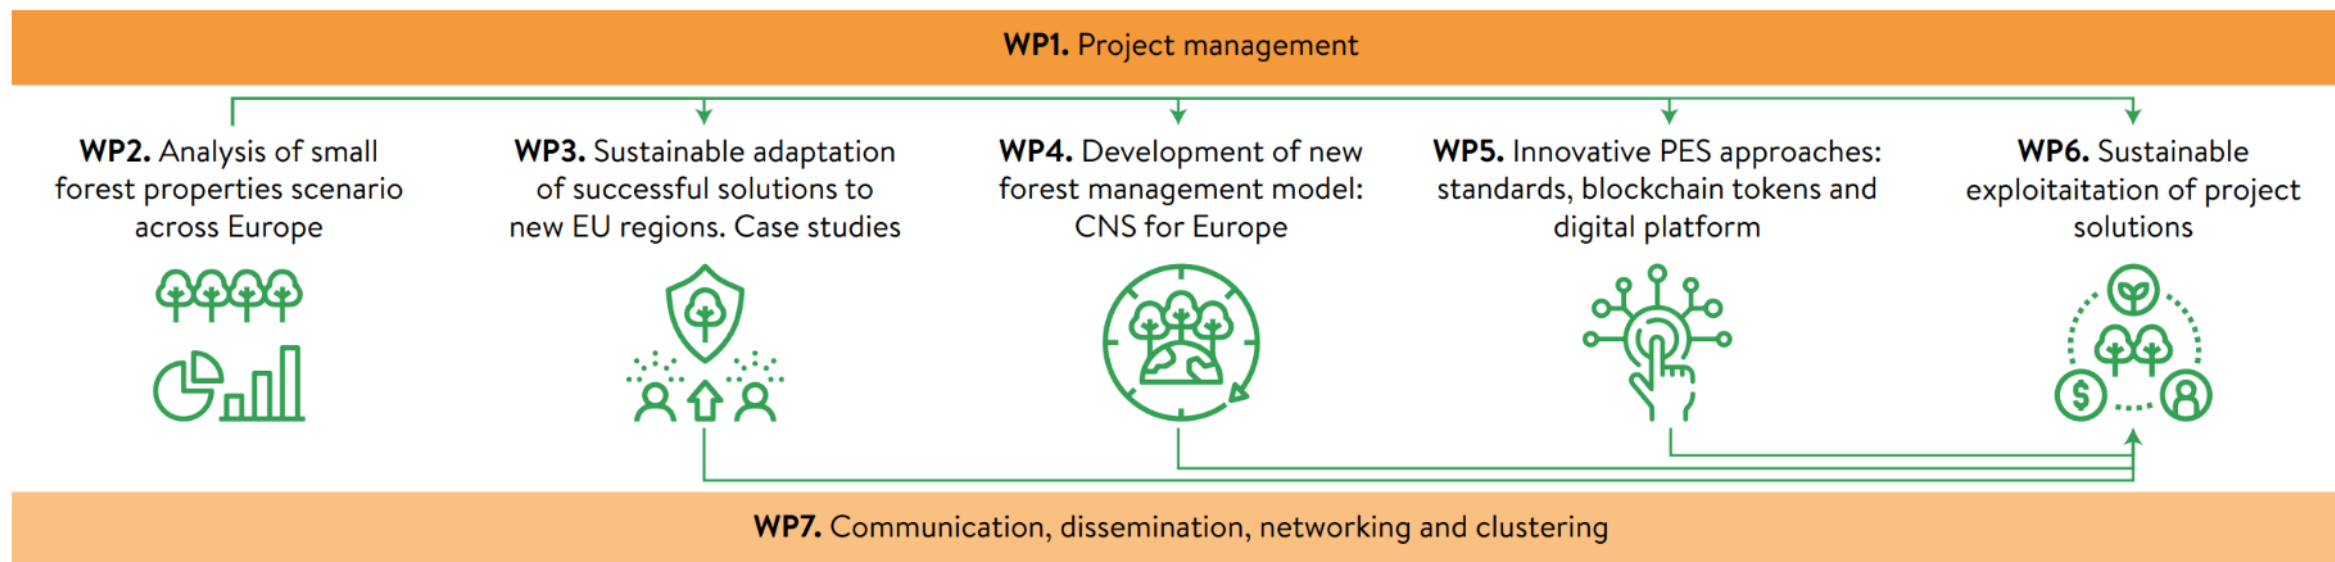 WP1. Project management
WP2. Analysis of small
forest properties scenario
across Europe
WP3. Sustainable adaptation
of successful solutions to
new EU regions. Case studies
WP4. Development of new
forest management model:
CNS for Europe
WP5. Innovative PES approaches:
standards, blockchain tokens and
digital platform
WP6. Sustainable
exploitaitation of project
solutions
$
WP7. Communication, dissemination, networking and clustering